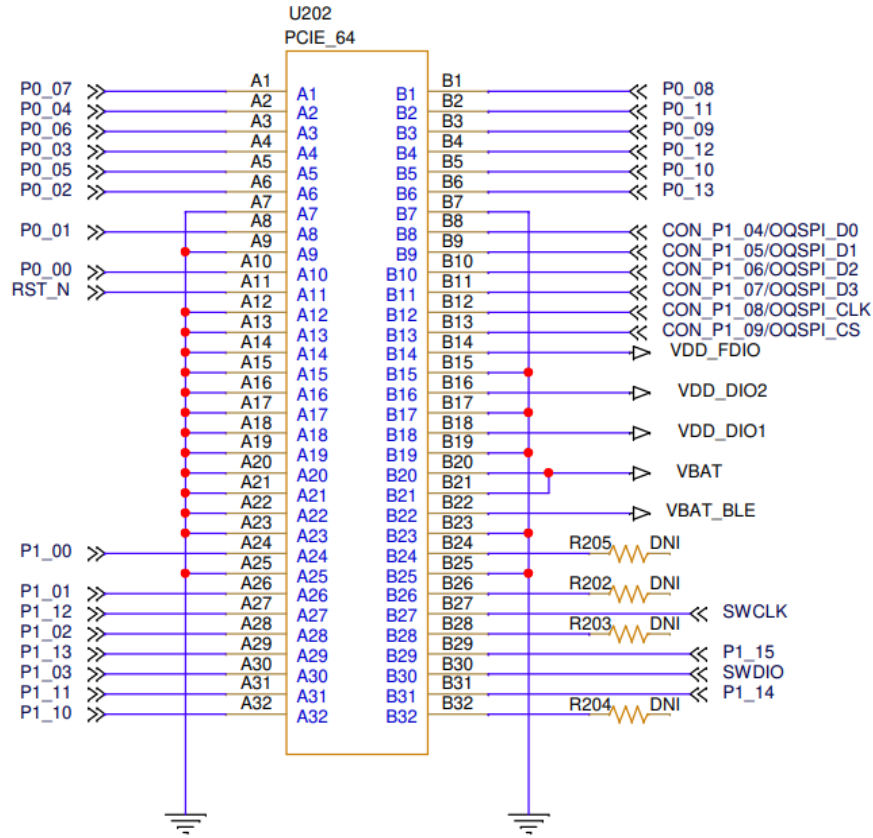 U202
PCIE_64
P0_07 A1 A1 B1 B1 P0_08
P0_04 A2 A2 B2 B2 P0_11
P0_06 A3 A3 B3 B3 P0_09
P0_03 A4 A4 B4 B4 P0_12
P0_05 A5 A5 B5 B5 P0_10
P0_02 A6 A6 B6 B6 P0_13
A7 A7 B7 B7
P0_01 A8 A8 B8 B8 CON_P1_04/OQSPI_D0
A9 A9 B9 B9 CON_P1_05/OQSPI_D1
P0_00 A10 A10 B10 B10 CON_P1_06/OQSPI_D2
RST_N A11 A11 B11 B11 CON_P1_07/OQSPI_D3
A12 A12 B12 B12 CON_P1_08/OQSPI_CLK
A13 A13 B13 B13 CON_P1_09/OQSPI_CS
A14 A14 B14 B14 VDD_FDIO
A15 A15 B15 B15
A16 A16 B16 B16 VDD_DIO2
A17 A17 B17 B17
A18 A18 B18 B18 VDD_DIO1
A19 A19 B19 B19
A20 A20 B20 B20 VBAT
A21 A21 B21 B21
A22 A22 B22 B22 VBAT_BLE
A23 A23 B23 B23
P1_00 A24 A24 B24 B24 R205 DNI
A25 A25 B25 B25
P1_01 A26 A26 B26 B26 R202 DNI
P1_12 A27 A27 B27 B27 SWCLK
P1_02 A28 A28 B28 B28 R203 DNI
P1_13 A29 A29 B29 B29 P1_15
P1_03 A30 A30 B30 B30 SWDIO
P1_11 A31 A31 B31 B31 P1_14
P1_10 A32 A32 B32 B32 R204 DNI